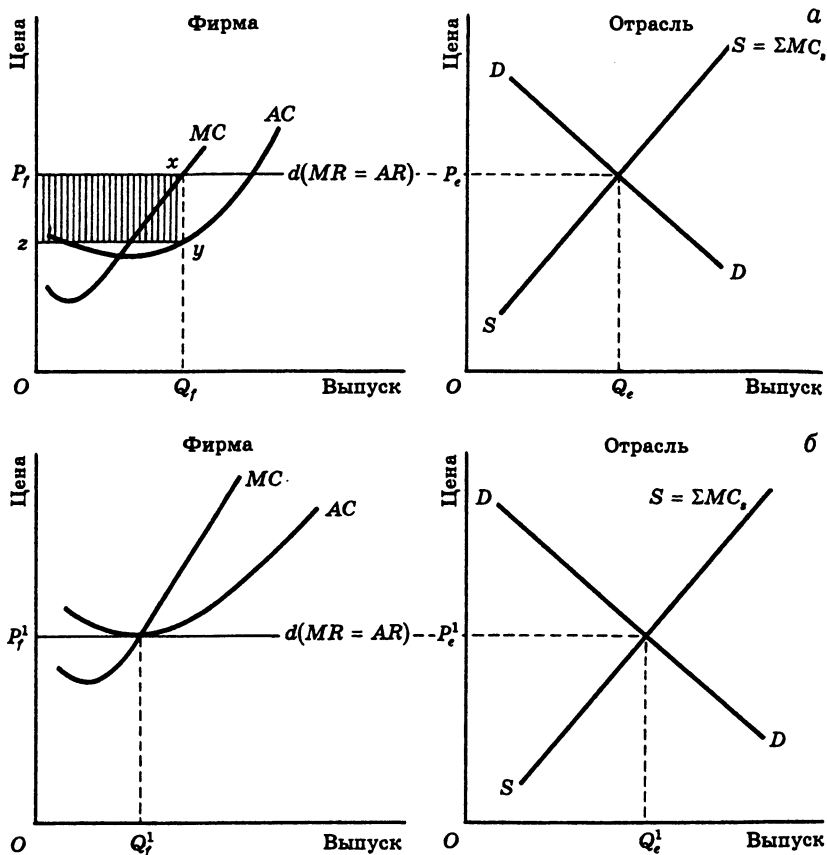 Фирма
Отрасль
а
Цена
Цена
D
S = ΣMCs
MC
AC
x
Pf
d(MR = AR)
Pe
z
y
D
S
O
Qf
Выпуск
O
Qe
Выпуск
Фирма
Отрасль
б
Цена
Цена
MC
AC
D
S = ΣMCs
P¹f
d(MR = AR)
P¹e
D
S
O
Q¹f
Выпуск
O
Q¹e
Выпуск